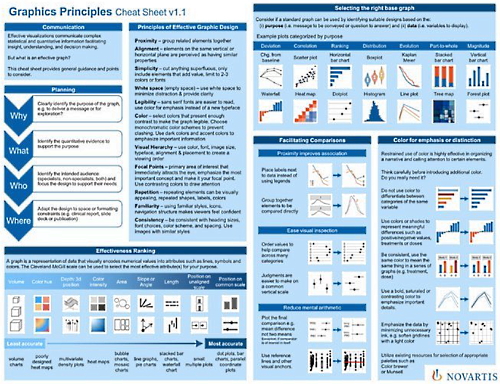 Graphics Principles Cheat Sheet v1.1
Communication
Effective visualizations communicate complex
statistical and quantitative information facilitating
insight, understanding, and decision making.
But what is an effective graph?
This cheat sheet provides general guidance and points
to consider.
Planning
Why
Clearly identify the purpose of the graph,
e.g. to deliver a message or for
exploration?
What
Identify the quantitative evidence to
support the purpose
Who
Identify the intended audience
(specialists, non-specialists, both) and
focus the design to support their needs
Where
Adapt the design to space or formatting
constraints (e.g. clinical report, slide
deck or publication)
Principles of Effective Graphic Design
Proximity – group related elements together
Alignment – elements on the same vertical or
horizontal plane are perceived as having similar
properties
Simplicity – cut anything superfluous, only
include elements that add value, limit to 2-3
colors or fonts
White space (empty space) – use white space to
minimize distraction & provide clarity
Legibility – sans serif fonts are easier to read,
use color for emphasis instead of a new typeface
Color – select colors that present enough
contrast to make the graph legible. Choose
monochromatic color schemes to prevent
clashing. Use dark colors and accent colors to
emphasize important information
Visual Hierarchy – use color, font, image size,
typeface, alignment & placement to create a
viewing order
Focal Points – primary area of interest that
immediately attracts the eye, emphasize the most
important concept and make it your focal point.
Use contrasting colors to draw attention
Repetition – repeating elements can be visually
appealing, repeated shapes, labels, colors
Familiarity – using familiar styles, icons,
navigation structure makes viewers feel confident
Consistency – be consistent with heading sizes,
font choices, color scheme, and spacing. Use
images with similar styles
Effectiveness Ranking
A graph is a representation of data that visually encodes numerical values into attributes such as lines, symbols and
colors. The Cleveland McGill scale can be used to select the most effective attribute(s) for your purpose.
Volume
Color hue
Depth: 3D position
Color intensity
Area
Slope or Angle
Length
Position on unaligned scale
Position on common scale
Least accurate
Most accurate
volume charts
poorly designed heat maps
multivariate density plots
heat maps
bubble charts, mosaic charts
line graphs, pie charts
stacked bar charts, waterfall chart
small multiple plots
dot plots, bar charts, parallel coordinate plots
Selecting the right base graph
Consider if a standard graph can be used by identifying suitable designs based on the:
(i) purpose (i.e. message to be conveyed or question to answer) and (ii) data (i.e. variables to display).
Example plots categorized by purpose
Deviation
Correlation
Ranking
Distribution
Evolution
Part-to-whole
Magnitude
Chg. from baseline
Scatter plot
Horizontal bar chart
Boxplot
Kaplan Meier
Stacked bar chart
Vertical bar chart
Waterfall
Heat map
Dotplot
Histogram
Line plot
Tree map
Forest plot
Facilitating Comparisons
Proximity improves association
Place labels next
to data instead of
using legends
Group together
elements to be
compared directly
Ease visual inspection
Order values to
help compare
across many
categories.
Judgments are
easier to make on
a common
vertical scale
Reduce mental arithmetic
Plot the final
comparison e.g.
mean difference
not two means
Use reference
lines and other
visual anchors.
Color for emphasis or distinction
Restrained use of color is highly effective in organizing
a narrative and calling attention to certain elements.
Think carefully before introducing additional color.
Do you really need it?
Do not use color to
differentiate between
categories of the same
variable
Use colors or shades to
represent meaningful
differences such as
positive/negative values,
treatments or doses
Be consistent, use the
same color to mean the
same thing in a series of
graphs (e.g. treatment,
dose)
Use a bold, saturated or
contrasting color to
emphasize important
details.
Emphasize the data by
minimizing unnecessary
ink, e.g. soften gridlines
with a light color
Utilize existing resources for selection of appropriate
palettes such as
Color brewer
or Munsell
NOVARTIS